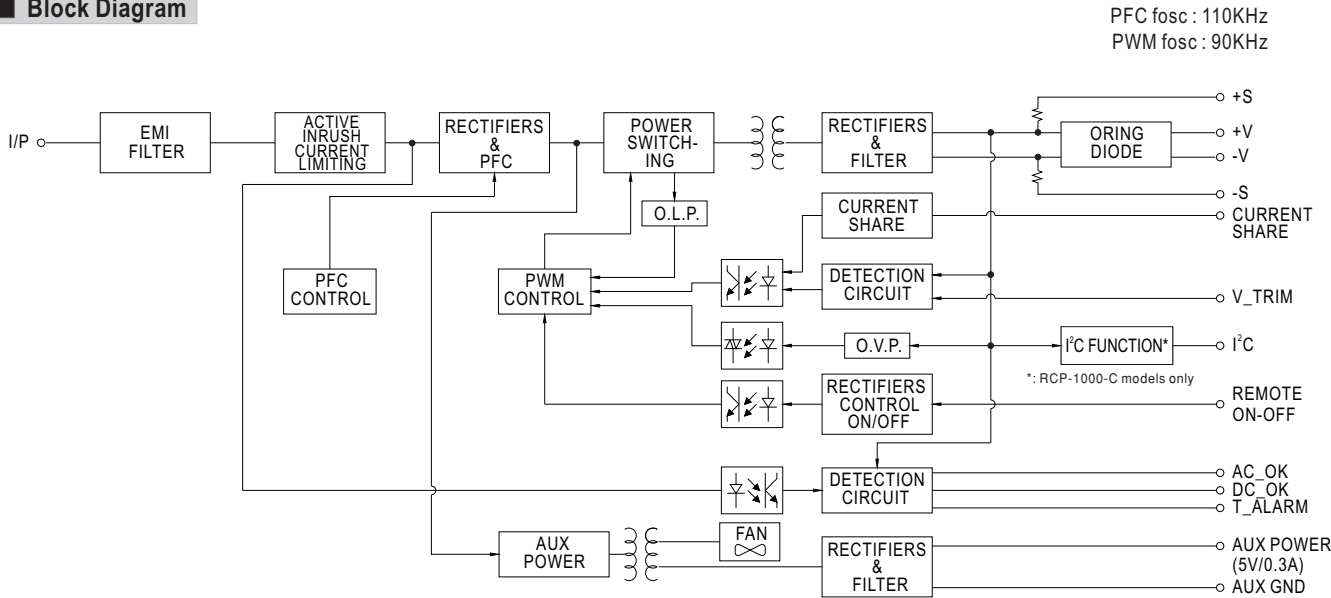 Block Diagram
PFC fosc : 110KHz
PWM fosc : 90KHz
I/P
EMI
FILTER
ACTIVE
INRUSH
CURRENT
LIMITING
RECTIFIERS
&
PFC
POWER
SWITCH-
ING
RECTIFIERS
&
FILTER
ORING
DIODE
+S
+V
-V
-S
O.L.P.
CURRENT
SHARE
CURRENT
SHARE
PFC
CONTROL
PWM
CONTROL
DETECTION
CIRCUIT
V_TRIM
O.V.P.
I²C FUNCTION*
I²C
*: RCP-1000-C models only
RECTIFIERS
CONTROL
ON/OFF
REMOTE
ON-OFF
DETECTION
CIRCUIT
AC_OK
DC_OK
T_ALARM
AUX
POWER
FAN
RECTIFIERS
&
FILTER
AUX POWER
(5V/0.3A)
AUX GND